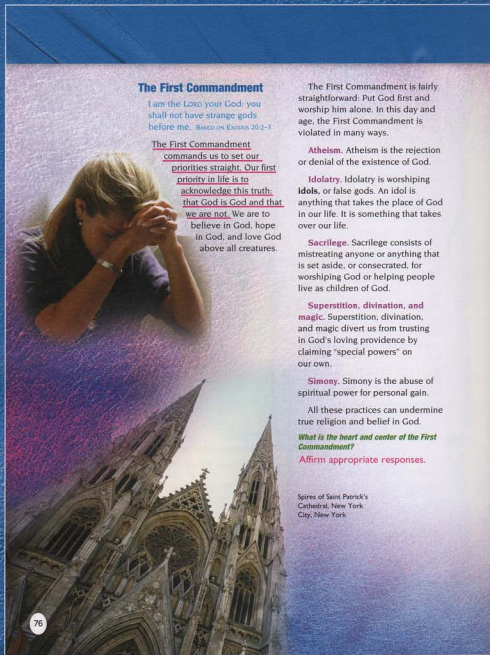 The First Commandment
I am the LORD your God: you
shall not have strange gods
before me. BASED ON EXODUS 20:2–3
The First Commandment
commands us to set our
priorities straight. Our first
priority in life is to
acknowledge this truth:
that God is God and that
we are not. We are to
believe in God, hope
in God, and love God
above all creatures.
The First Commandment is fairly
straightforward: Put God first and
worship him alone. In this day and
age, the First Commandment is
violated in many ways.
Atheism. Atheism is the rejection
or denial of the existence of God.
Idolatry. Idolatry is worshiping
idols, or false gods. An idol is
anything that takes the place of God
in our life. It is something that takes
over our life.
Sacrilege. Sacrilege consists of
mistreating anyone or anything that
is set aside, or consecrated, for
worshiping God or helping people
live as children of God.
Superstition, divination, and
magic. Superstition, divination,
and magic divert us from trusting
in God's loving providence by
claiming "special powers" on
our own.
Simony. Simony is the abuse of
spiritual power for personal gain.
All these practices can undermine
true religion and belief in God.
What is the heart and center of the First
Commandment?
Affirm appropriate responses.
Spires of Saint Patrick's
Cathedral, New York
City, New York
76